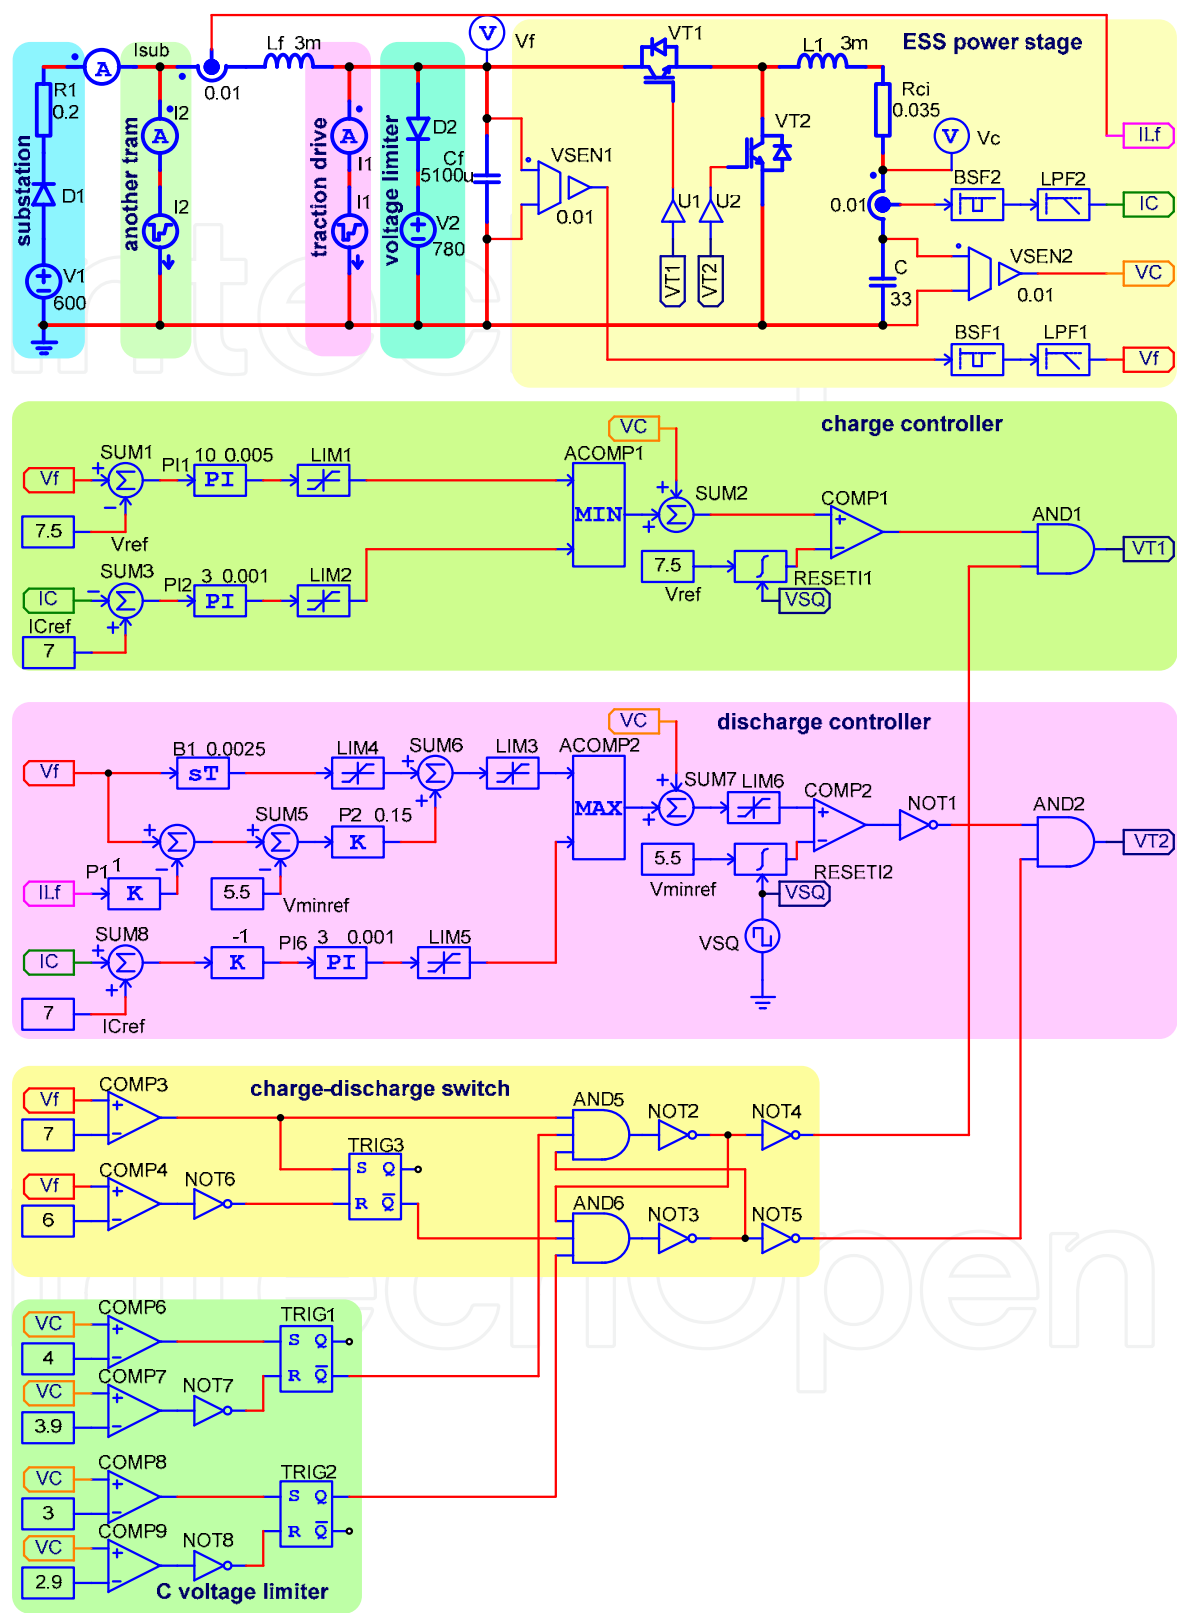 Isub
Lf 3m
V
Vf
VT1
L1 3m
ESS power stage
A
R1
0.2
0.01
I2
A
A
D2
VT2
Rci
0.035
V
Vc
ILf
substation
another tram
traction drive
voltage limiter
D1
I1
Cf
5100u
VSEN1
0.01
U1
U2
0.01
BSF2
LPF2
IC
I2
I1
V2
780
V1
600
VT1
VT2
C
33
VSEN2
0.01
VC
BSF1
LPF1
Vf
charge controller
VC
Vf
SUM1
PI1
10 0.005
PI
LIM1
ACOMP1
MIN
SUM2
COMP1
AND1
VT1
7.5
Vref
IC
SUM3
PI2
3 0.001
PI
LIM2
7.5
Vref
RESETI1
VSQ
ICref
7
discharge controller
VC
Vf
B1 0.0025
sT
LIM4
SUM6
LIM3
ACOMP2
MAX
SUM7
LIM6
COMP2
NOT1
AND2
VT2
SUM5
P2 0.15
K
ILf
P1
1
K
5.5
Vminref
5.5
Vminref
RESETI2
VSQ
IC
SUM8
-1
K
PI6
3 0.001
PI
LIM5
VSQ
7
ICref
charge-discharge switch
Vf
7
COMP3
AND5
NOT2
NOT4
Vf
6
COMP4
NOT6
TRIG3
S Q
R Q
AND6
NOT3
NOT5
VC
4
COMP6
TRIG1
S Q
R Q
VC
3.9
COMP7
NOT7
VC
3
COMP8
TRIG2
S Q
R Q
VC
2.9
COMP9
NOT8
C voltage limiter
IntechOpen